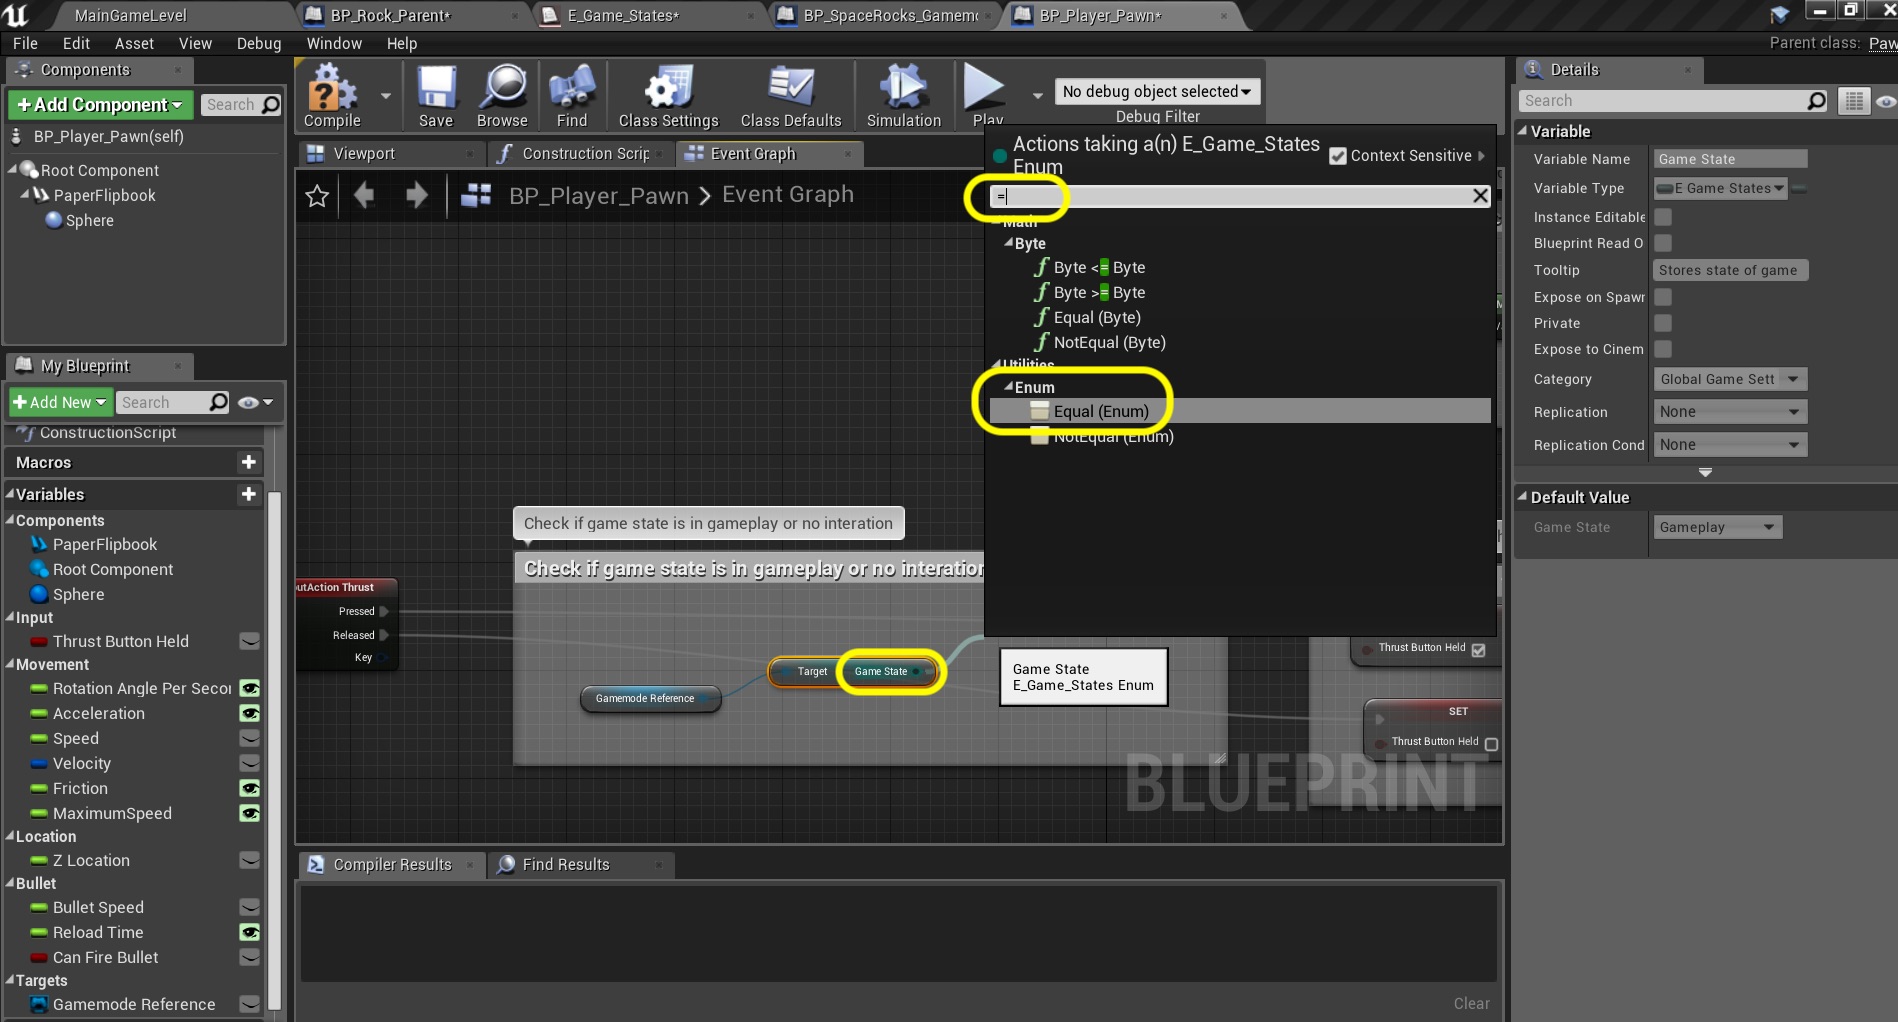 MainGameLevel
BP_Rock_Parent*
E_Game_States*
BP_SpaceRocks_Gamem
BP_Player_Pawn*
File Edit Asset View Debug Window Help
Parent class: Paw
Components
+Add Component
Search
BP_Player_Pawn(self)
Root Component
PaperFlipbook
Sphere
My Blueprint
+Add New
Search
ConstructionScript
Macros
Variables
Components
PaperFlipbook
Root Component
Sphere
Input
Thrust Button Held
Movement
Rotation Angle Per Secor
Acceleration
Speed
Velocity
Friction
MaximumSpeed
Location
Z Location
Bullet
Bullet Speed
Reload Time
Can Fire Bullet
Targets
Gamemode Reference
Compile
Save
Browse
Find
Class Settings
Class Defaults
Simulation
Play
No debug object selected
Debug Filter
Viewport
Construction Scrip
Event Graph
BP_Player_Pawn > Event Graph
Actions taking a(n) E_Game_States
Enum
Context Sensitive
=
Math
Byte
Byte <= Byte
Byte >= Byte
Equal (Byte)
NotEqual (Byte)
Utilities
Enum
Equal (Enum)
NotEqual (Enum)
Check if game state is in gameplay or no interation
Check if game state is in gameplay or no interation
utAction Thrust
Pressed
Released
Key
Target
Game State
Gamemode Reference
Game State
E_Game_States Enum
Thrust Button Held
SET
Thrust Button Held
BLUEPRINT
Compiler Results
Find Results
Clear
Details
Search
Variable
Variable Name Game State
Variable Type E Game States
Instance Editable
Blueprint Read O
Tooltip Stores state of game
Expose on Spawr
Private
Expose to Cinem
Category Global Game Sett
Replication None
Replication Cond None
Default Value
Game State Gameplay